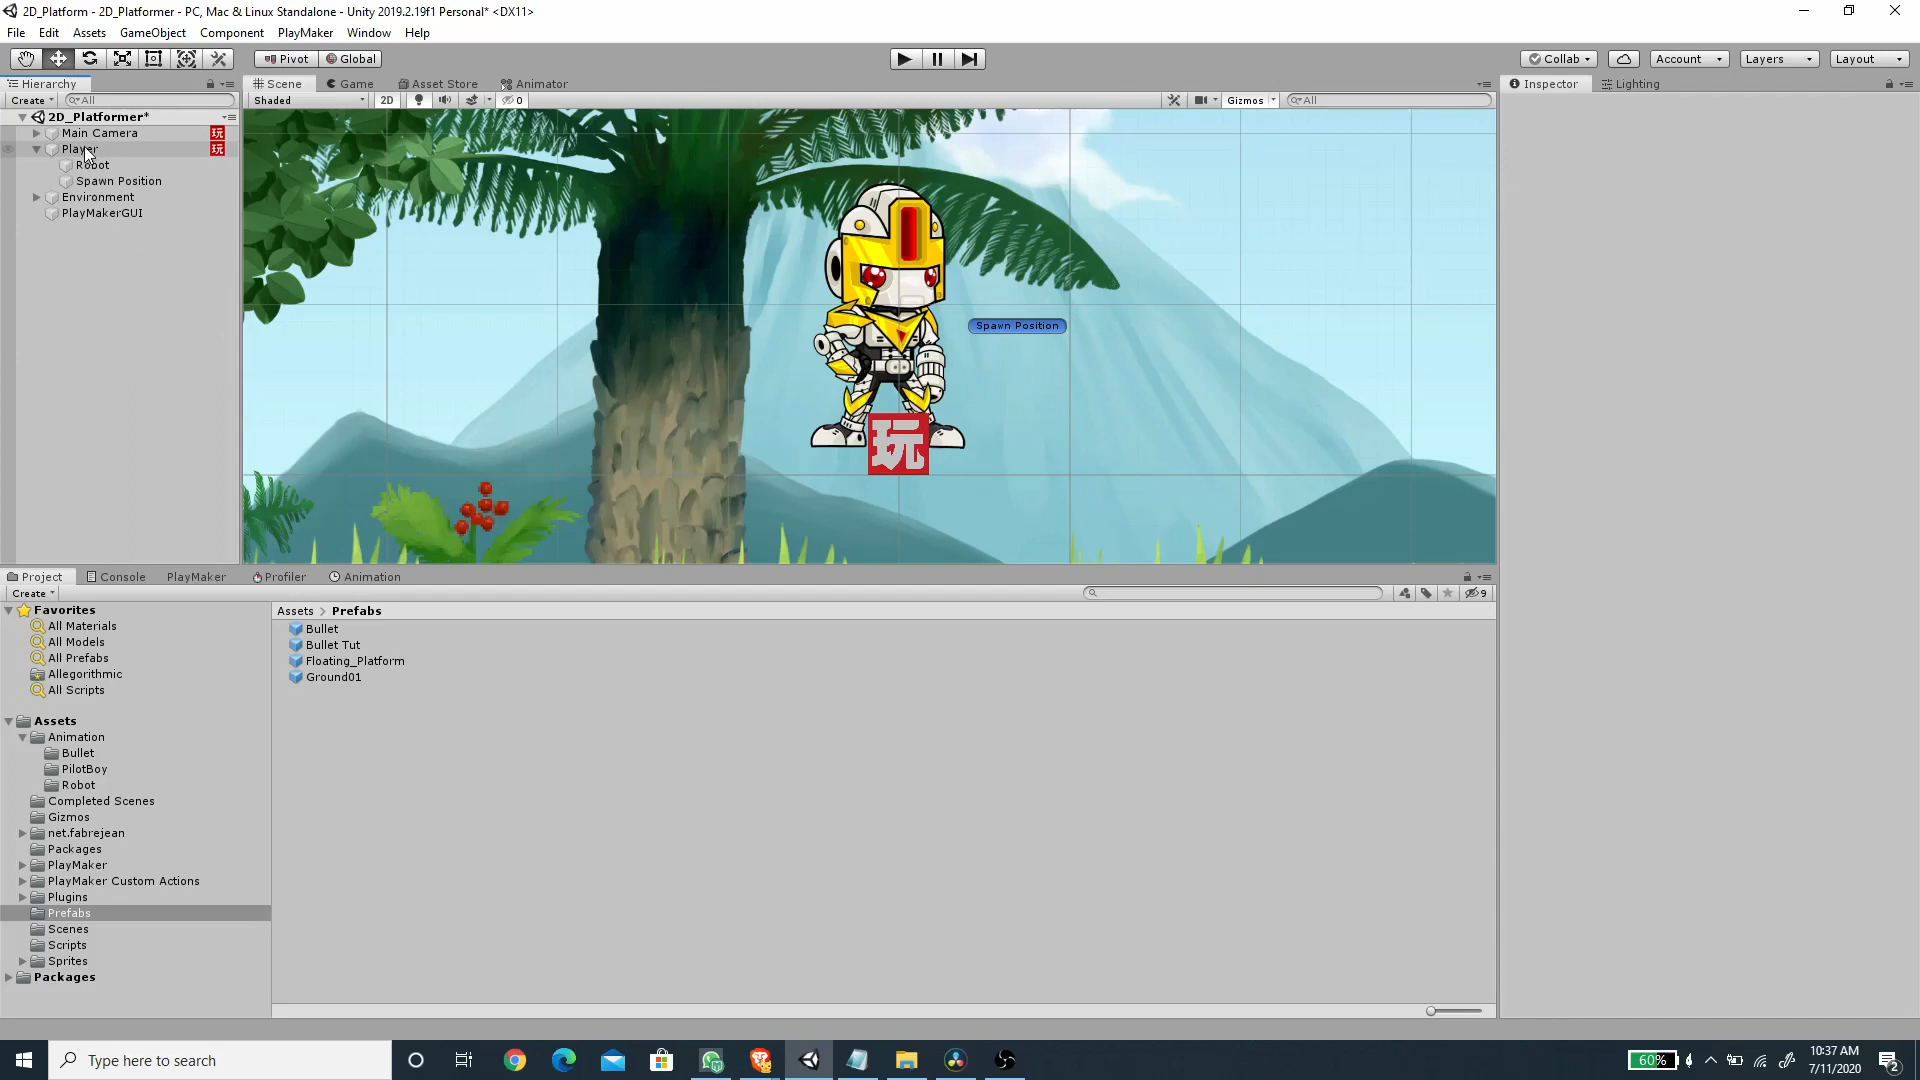 2D_Platform - 2D_Platformer - PC, Mac & Linux Standalone - Unity 2019.2.19f1 Personal* <DX11>
File Edit Assets GameObject Component PlayMaker Window Help
Pivot Global Collab Account Layers Layout
Hierarchy Scene Game Asset Store Animator Inspector Lighting
Create All Shaded 2D 0 Gizmos All
2D_Platformer*
Main Camera 玩
Player 玩
Robot
Spawn Position
Environment
PlayMakerGUI
Spawn Position
玩
Project Console PlayMaker Profiler Animation
Create 9
Favorites
All Materials
All Models
All Prefabs
Allegorithmic
All Scripts
Assets
Animation
Bullet
PilotBoy
Robot
Completed Scenes
Gizmos
net.fabrejean
Packages
PlayMaker
PlayMaker Custom Actions
Plugins
Prefabs
Scenes
Scripts
Sprites
Packages
Assets > Prefabs
Bullet
Bullet Tut
Floating_Platform
Ground01
Type here to search
60%
10:37 AM
7/11/2020
2